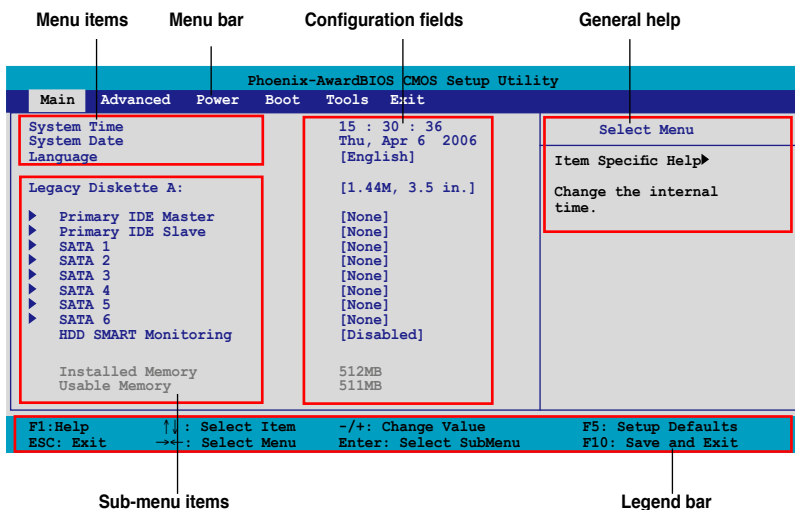 Menu items Menu bar Configuration fields General help
Phoenix-AwardBIOS CMOS Setup Utility
Main Advanced Power Boot Tools Exit
System Time 15 : 30 : 36
System Date Thu, Apr 6 2006
Language [English]
Legacy Diskette A: [1.44M, 3.5 in.]
Primary IDE Master [None]
Primary IDE Slave [None]
SATA 1 [None]
SATA 2 [None]
SATA 3 [None]
SATA 4 [None]
SATA 5 [None]
SATA 6 [None]
HDD SMART Monitoring [Disabled]
Installed Memory 512MB
Usable Memory 511MB
Select Menu
Item Specific Help
Change the internal
time.
F1:Help ↑↓: Select Item -/+: Change Value F5: Setup Defaults
ESC: Exit →←: Select Menu Enter: Select SubMenu F10: Save and Exit
Sub-menu items Legend bar